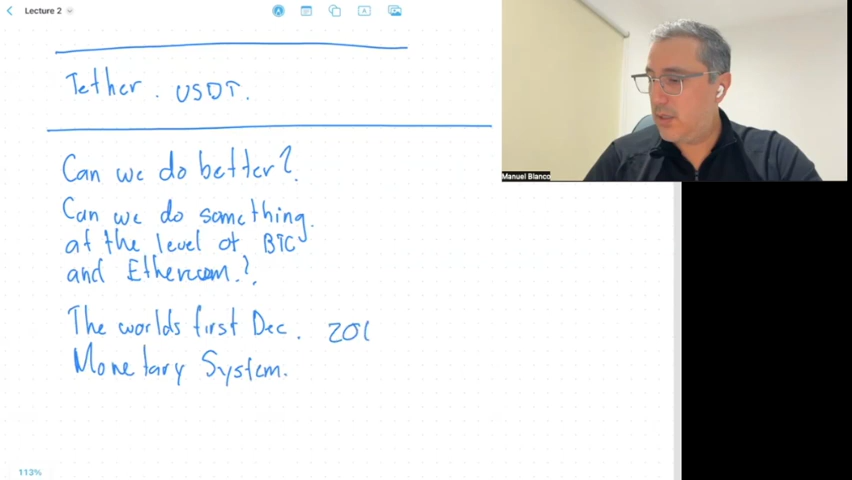 Lecture 2
Tether. USDT.
Can we do better?.
Can we do something.
at the level of BTC
and Ethereum.?.
The worlds first Dec. 201
Monetary System.
Manuel Blanco
113%